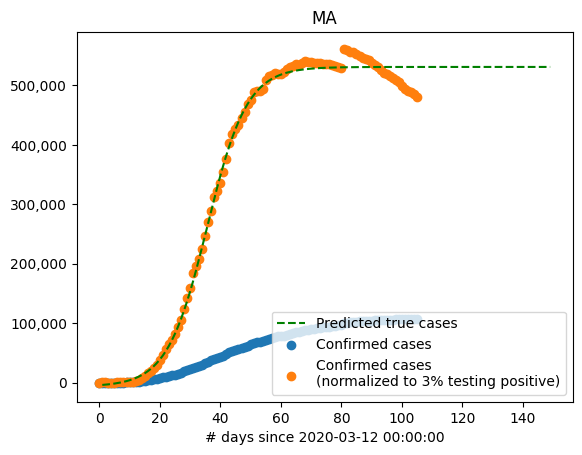 MA
500,000
400,000
300,000
200,000
100,000
0
Predicted true cases
Confirmed cases
Confirmed cases
(normalized to 3% testing positive)
0 20 40 60 80 100 120 140
# days since 2020-03-12 00:00:00